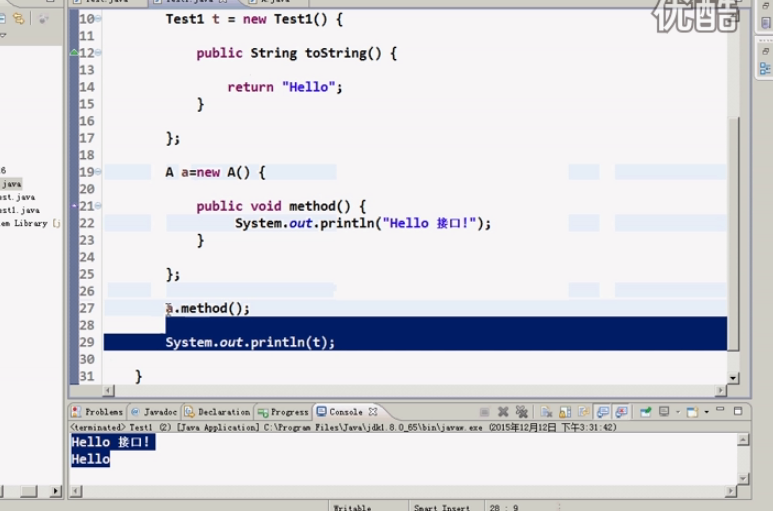 优酷
10 Test1 t = new Test1() {
11
12 public String toString() {
13
14 return "Hello";
15 }
16
17 };
18
19 A a=new A() {
20
21 public void method() {
22 System.out.println("Hello 接口!");
23 }
24
25 };
26
27 a.method();
28
29 System.out.println(t);
30
31 }
6
java
st.java
st1.java
em Library [j
Problems Javadoc Declaration Progress Console
<terminated> Test1 (2) [Java Application] C:\Program Files\Java\jdk1.8.0_65\bin\javaw.exe (2015年12月12日 下午3:31:42)
Hello 接口!
Hello
Writable Smart Insert 28 : 9